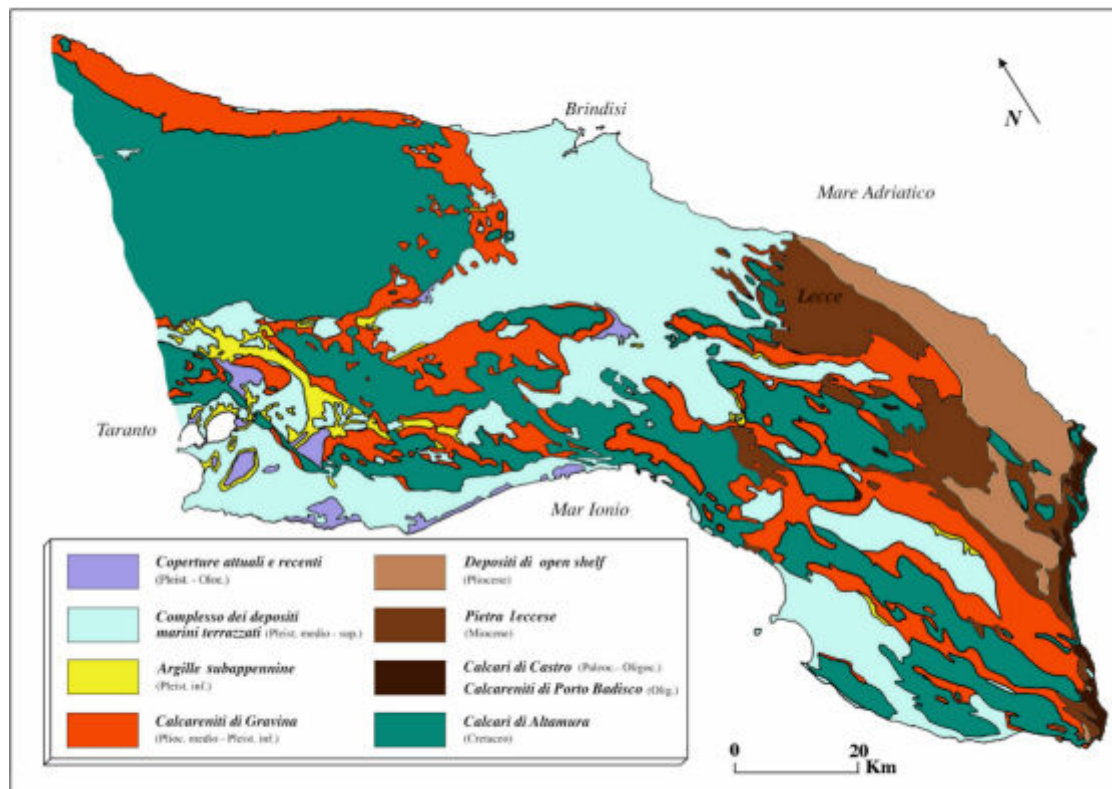 Brindisi
N
Mare Adriatico
Lecce
Taranto
Mar Ionio
Coperture attuali e recenti
(Pleist. - Oloc.)
Complesso dei depositi
marini terrazzati (Pleist. medio - sup.)
Argille subappennine
(Pleist. inf.)
Calcareniti di Gravina
(Plioc. medio - Pleist. inf.)
Depositi di open shelf
(Pliocene)
Pietra leccese
(Miocene)
Calcari di Castro (Paleoc. - Oligoc.)
Calcareniti di Porto Badisco (Olig.)
Calcari di Altamura
(Cretaceo)
0 20
Km